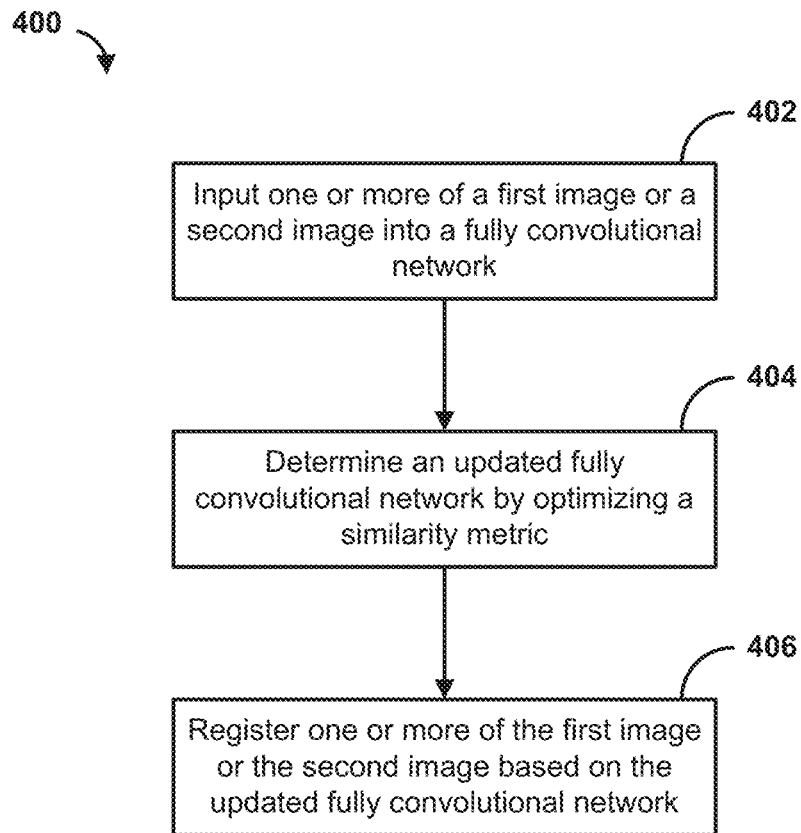 400
402
Input one or more of a first image or a
second image into a fully convolutional
network
404
Determine an updated fully
convolutional network by optimizing a
similarity metric
406
Register one or more of the first image
or the second image based on the
updated fully convolutional network